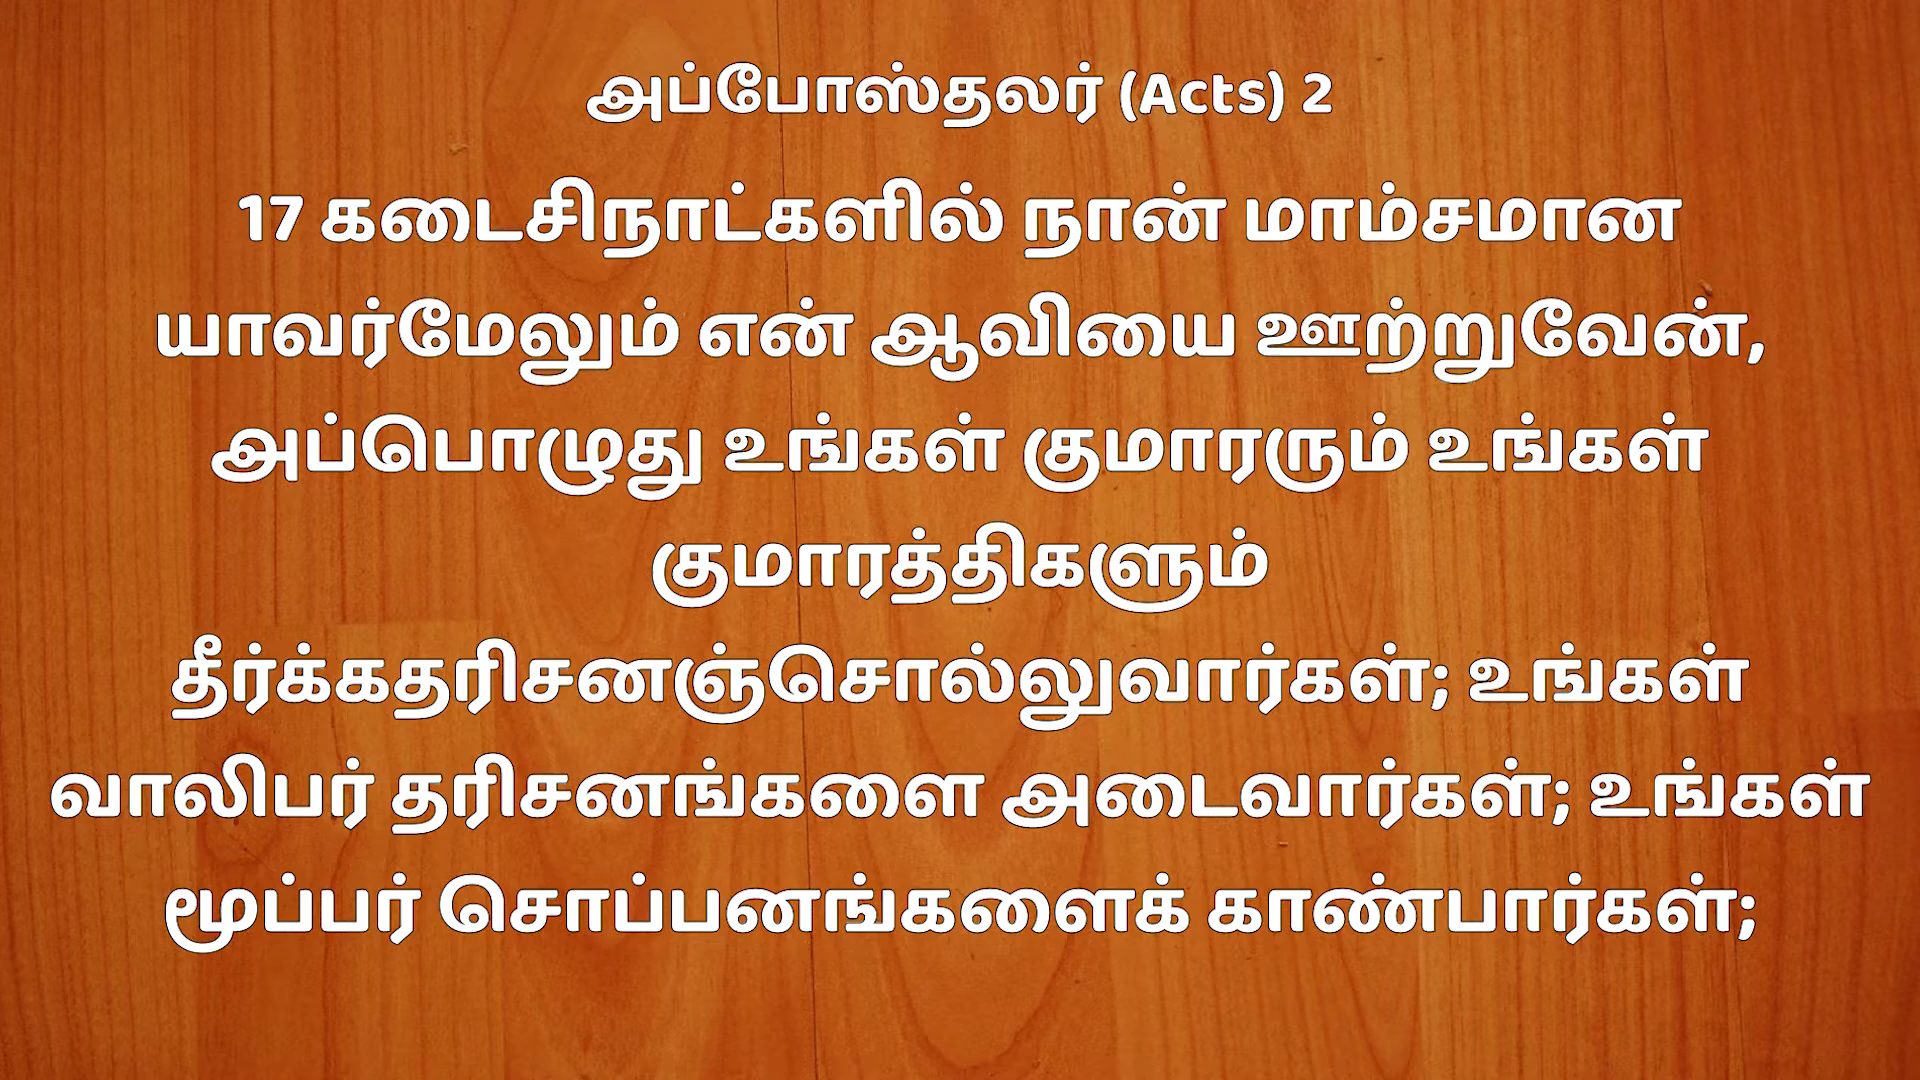 அப்போஸ்தலர் (Acts) 2
17 கடைசிநாட்களில் நான் மாம்சமான
யாவர்மேலும் என் ஆவியை ஊற்றுவேன்,
அப்பொழுது உங்கள் குமாரரும் உங்கள்
குமாரத்திகளும்
தீர்க்கதரிசனஞ்சொல்லுவார்கள்; உங்கள்
வாலிபர் தரிசனங்களை அடைவார்கள்; உங்கள்
மூப்பர் சொப்பனங்களைக் காண்பார்கள்;